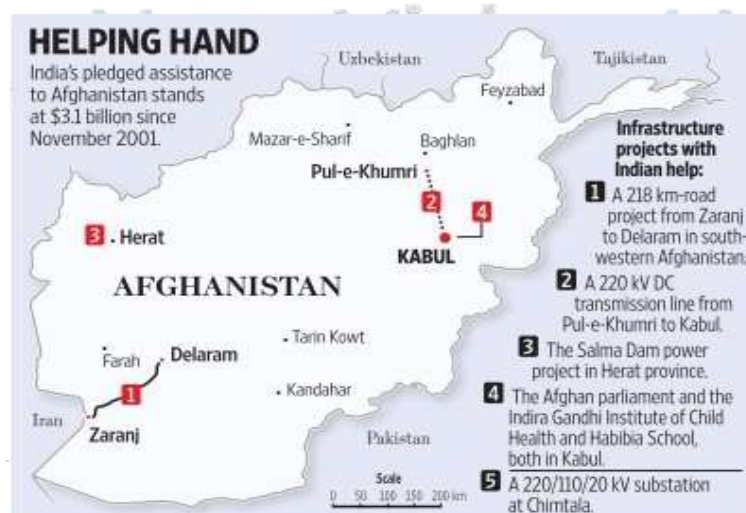 HELPING HAND
India's pledged assistance
to Afghanistan stands
at $3.1 billion since
November 2001.
Uzbekistan
Tajikistan
Feyzabad
Mazar-e-Sharif
Baghlan
Pul-e-Khumri
2
4
3
Herat
KABUL
AFGHANISTAN
Tarin Kowt
Farah
Delaram
1
Kandahar
Iran
Zaranj
Pakistan
Scale
0 50 100 150 200 km
Infrastructure
projects with
Indian help:
1 A 218 km-road
project from Zaranj
to Delaram in south-
western Afghanistan.
2 A 220 kV DC
transmission line from
Pul-e-Khumri to Kabul.
3 The Salma Dam power
project in Herat province.
4 The Afghan parliament and the
Indira Gandhi Institute of Child
Health and Habibia School,
both in Kabul.
5 A 220/110/20 kV substation
at Chimtala.